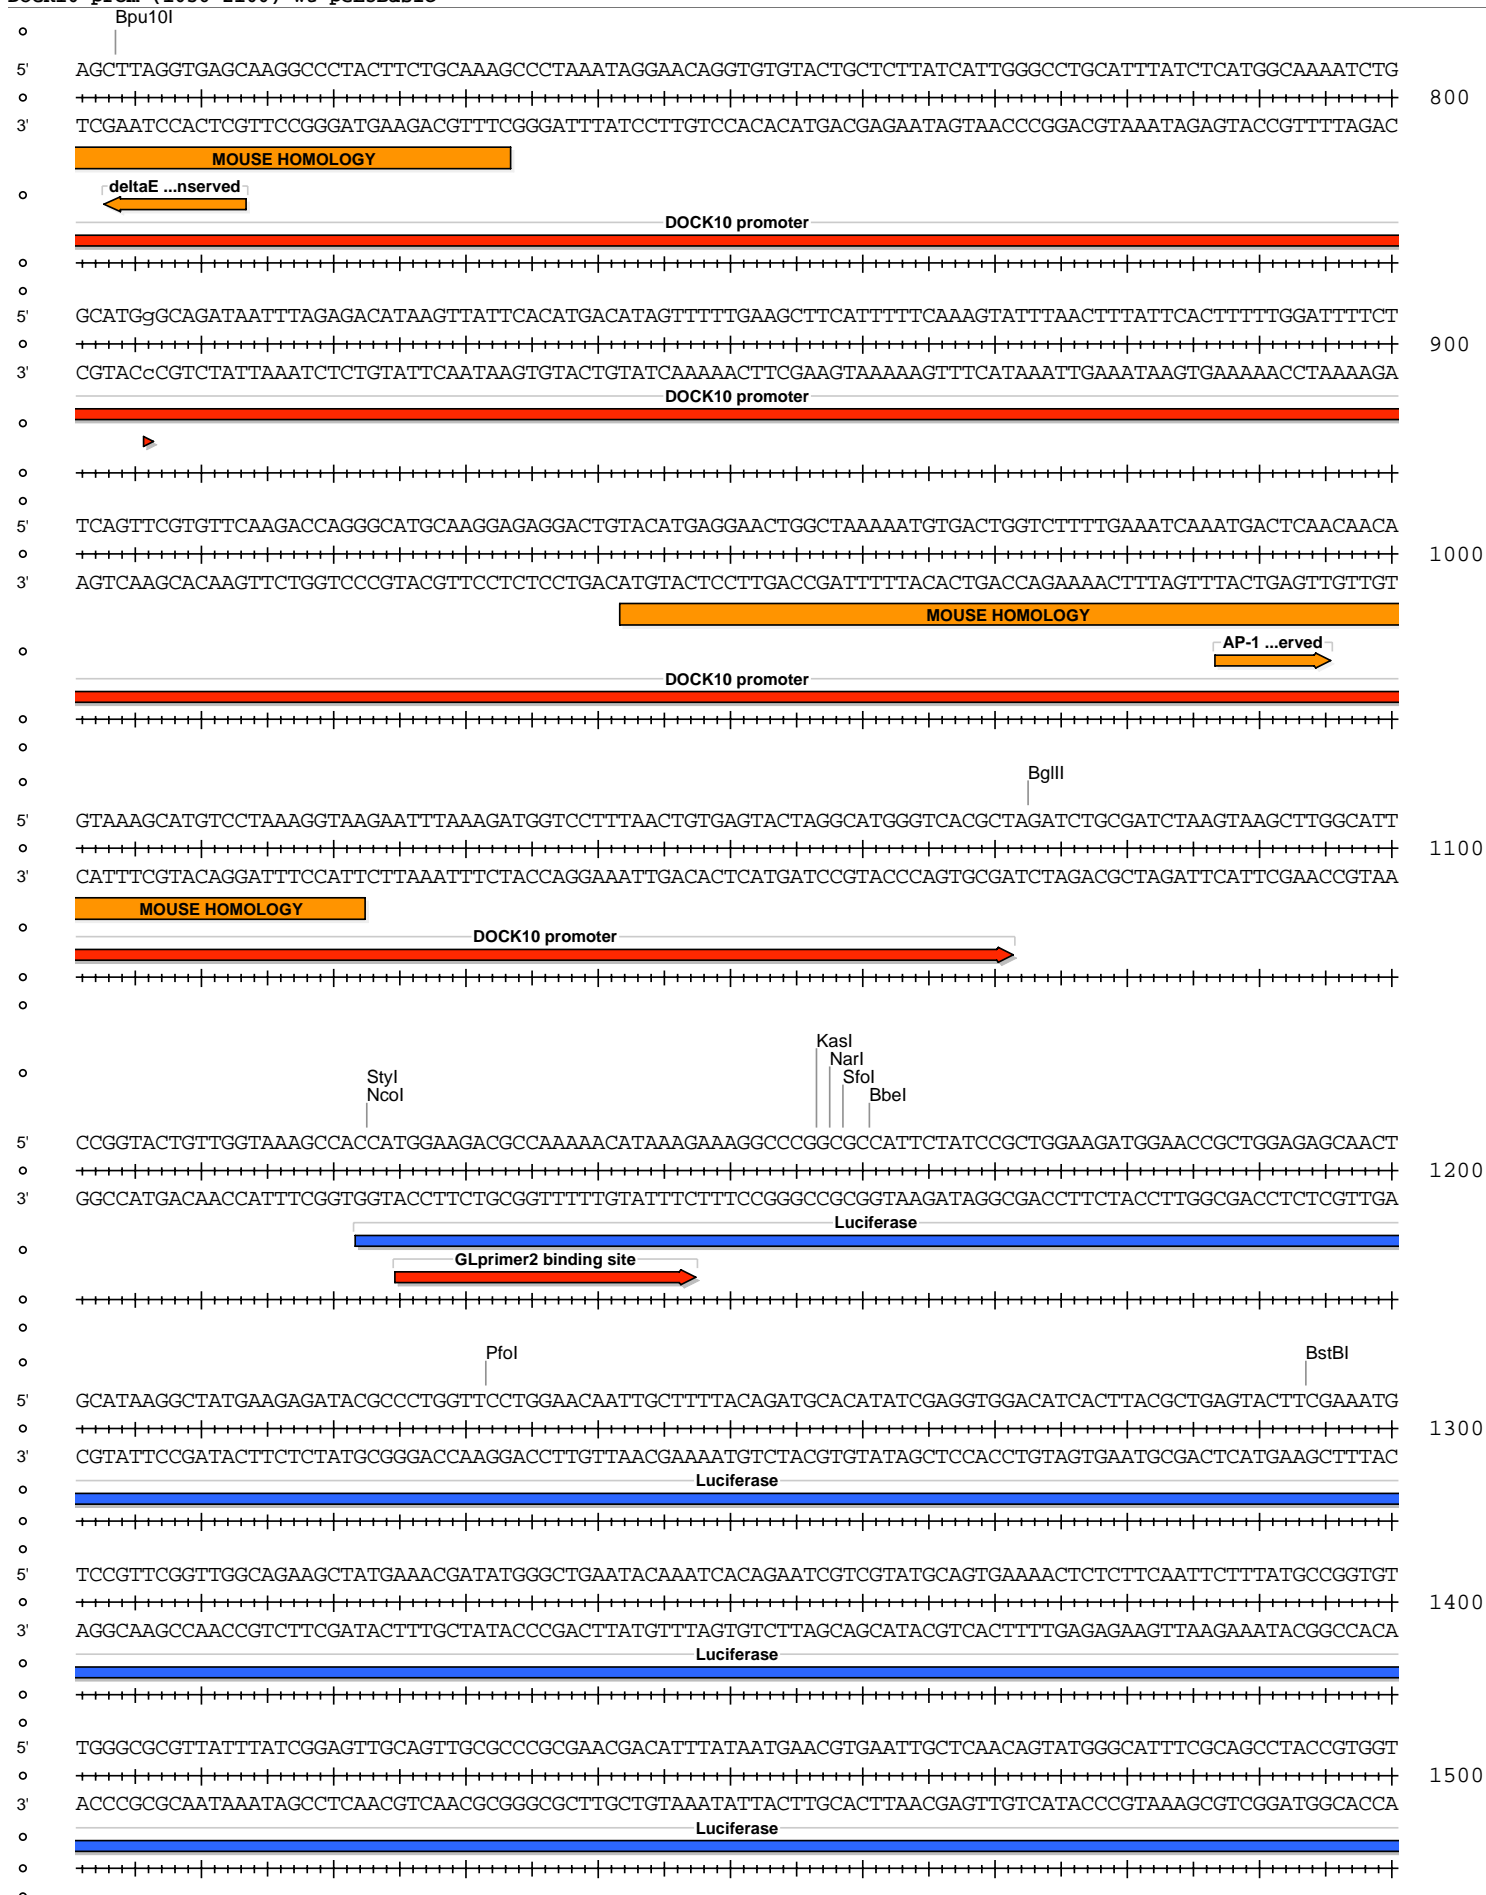 Bpu10I
5' AGCTTAGGTGAGCAAGGCCCTACTTCTGCAAAGCCCTAAATAGGAACAGGTGTGTACTGCTCTTATCATTGGGCCTGCATTTATCTCATGGCAAAATCTG
800
3' TCGAATCCACTCGTTCCGGGATGAAGACGTTTCGGGATTTATCCTTGTCCACACATGACGAGAATAGTAACCCGGACGTAAATAGAGTACCGTTTTAGAC
MOUSE HOMOLOGY
deltaE ...nserved
DOCK10 promoter
5' GCATGgGCAGATAATTTAGAGACATAAGTTATTCACATGACATAGTTTTTGAAGCTTCATTTTTCAAAGTATTTAACTTTATTCACTTTTTGGATTTTCT
900
3' CGTACcCGTCTATTAAATCTCTGTATTCAATAAGTGTACTGTATCAAAAACTTCGAAGTAAAAAGTTTCATAAATTGAAATAAGTGAAAAACCTAAAAGA
DOCK10 promoter
5' TCAGTTCGTGTTCAAGACCAGGGCATGCAAGGAGAGGACTGTACATGAGGAACTGGCTAAAAATGTGACTGGTCTTTTGAAATCAAATGACTCAACAACA
1000
3' AGTCAAGCACAAGTTCTGGTCCCGTACGTTCCTCTCCTGACATGTACTCCTTGACCGATTTTTACACTGACCAGAAAACTTTAGTTTACTGAGTTGTTGT
MOUSE HOMOLOGY
AP-1 ...erved
DOCK10 promoter
BglII
5' GTAAAGCATGTCCTAAAGGTAAGAATTTAAAGATGGTCCTTTAACTGTGAGTACTAGGCATGGGTCACGCTAGATCTGCGATCTAAGTAAGCTTGGCATT
1100
3' CATTTCGTACAGGATTTCCATTCTTAAATTTCTACCAGGAAATTGACACTCATGATCCGTACCCAGTGCGATCTAGACGCTAGATTCATTCGAACCGTAA
MOUSE HOMOLOGY
DOCK10 promoter
KasI
NarI
StyI SfoI
NcoI BbeI
5' CCGGTACTGTTGGTAAAGCCACCATGGAAGACGCCAAAAACATAAAGAAAGGCCCGGCGCCATTCTATCCGCTGGAAGATGGAACCGCTGGAGAGCAACT
1200
3' GGCCATGACAACCATTTCGGTGGTACCTTCTGCGGTTTTTGTATTTCTTTCCGGGCCGCGGTAAGATAGGCGACCTTCTACCTTGGCGACCTCTCGTTGA
Luciferase
GLprimer2 binding site
PfoI BstBI
5' GCATAAGGCTATGAAGAGATACGCCCTGGTTCCTGGAACAATTGCTTTTACAGATGCACATATCGAGGTGGACATCACTTACGCTGAGTACTTCGAAATG
1300
3' CGTATTCCGATACTTCTCTATGCGGGACCAAGGACCTTGTTAACGAAAATGTCTACGTGTATAGCTCCACCTGTAGTGAATGCGACTCATGAAGCTTTAC
Luciferase
5' TCCGTTCGGTTGGCAGAAGCTATGAAACGATATGGGCTGAATACAAATCACAGAATCGTCGTATGCAGTGAAAACTCTCTTCAATTCTTTATGCCGGTGT
1400
3' AGGCAAGCCAACCGTCTTCGATACTTTGCTATACCCGACTTATGTTTAGTGTCTTAGCAGCATACGTCACTTTTGAGAGAAGTTAAGAAATACGGCCACA
Luciferase
5' TGGGCGCGTTATTTATCGGAGTTGCAGTTGCGCCCGCGAACGACATTTATAATGAACGTGAATTGCTCAACAGTATGGGCATTTCGCAGCCTACCGTGGT
1500
3' ACCCGCGCAATAAATAGCCTCAACGTCAACGCGGGCGCTTGCTGTAAATATTACTTGCACTTAACGAGTTGTCATACCCGTAAAGCGTCGGATGGCACCA
Luciferase